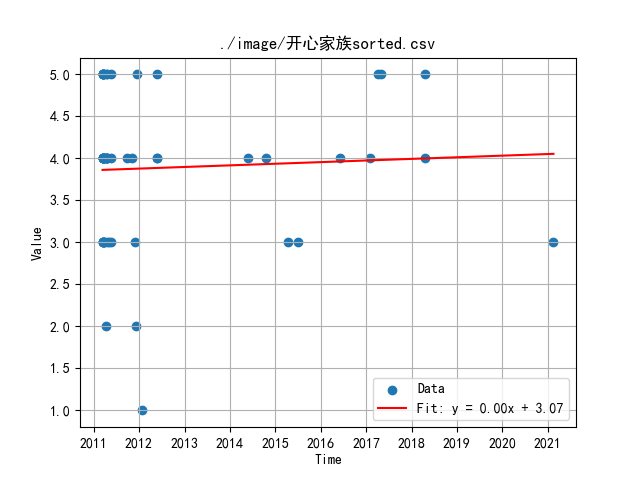 ./image/开心家族sorted.csv
5.0
4.5
4.0
3.5
3.0
2.5
2.0
1.5
1.0
Value
Data
Fit: y = 0.00x + 3.07
2011 2012 2013 2014 2015 2016 2017 2018 2019 2020 2021
Time